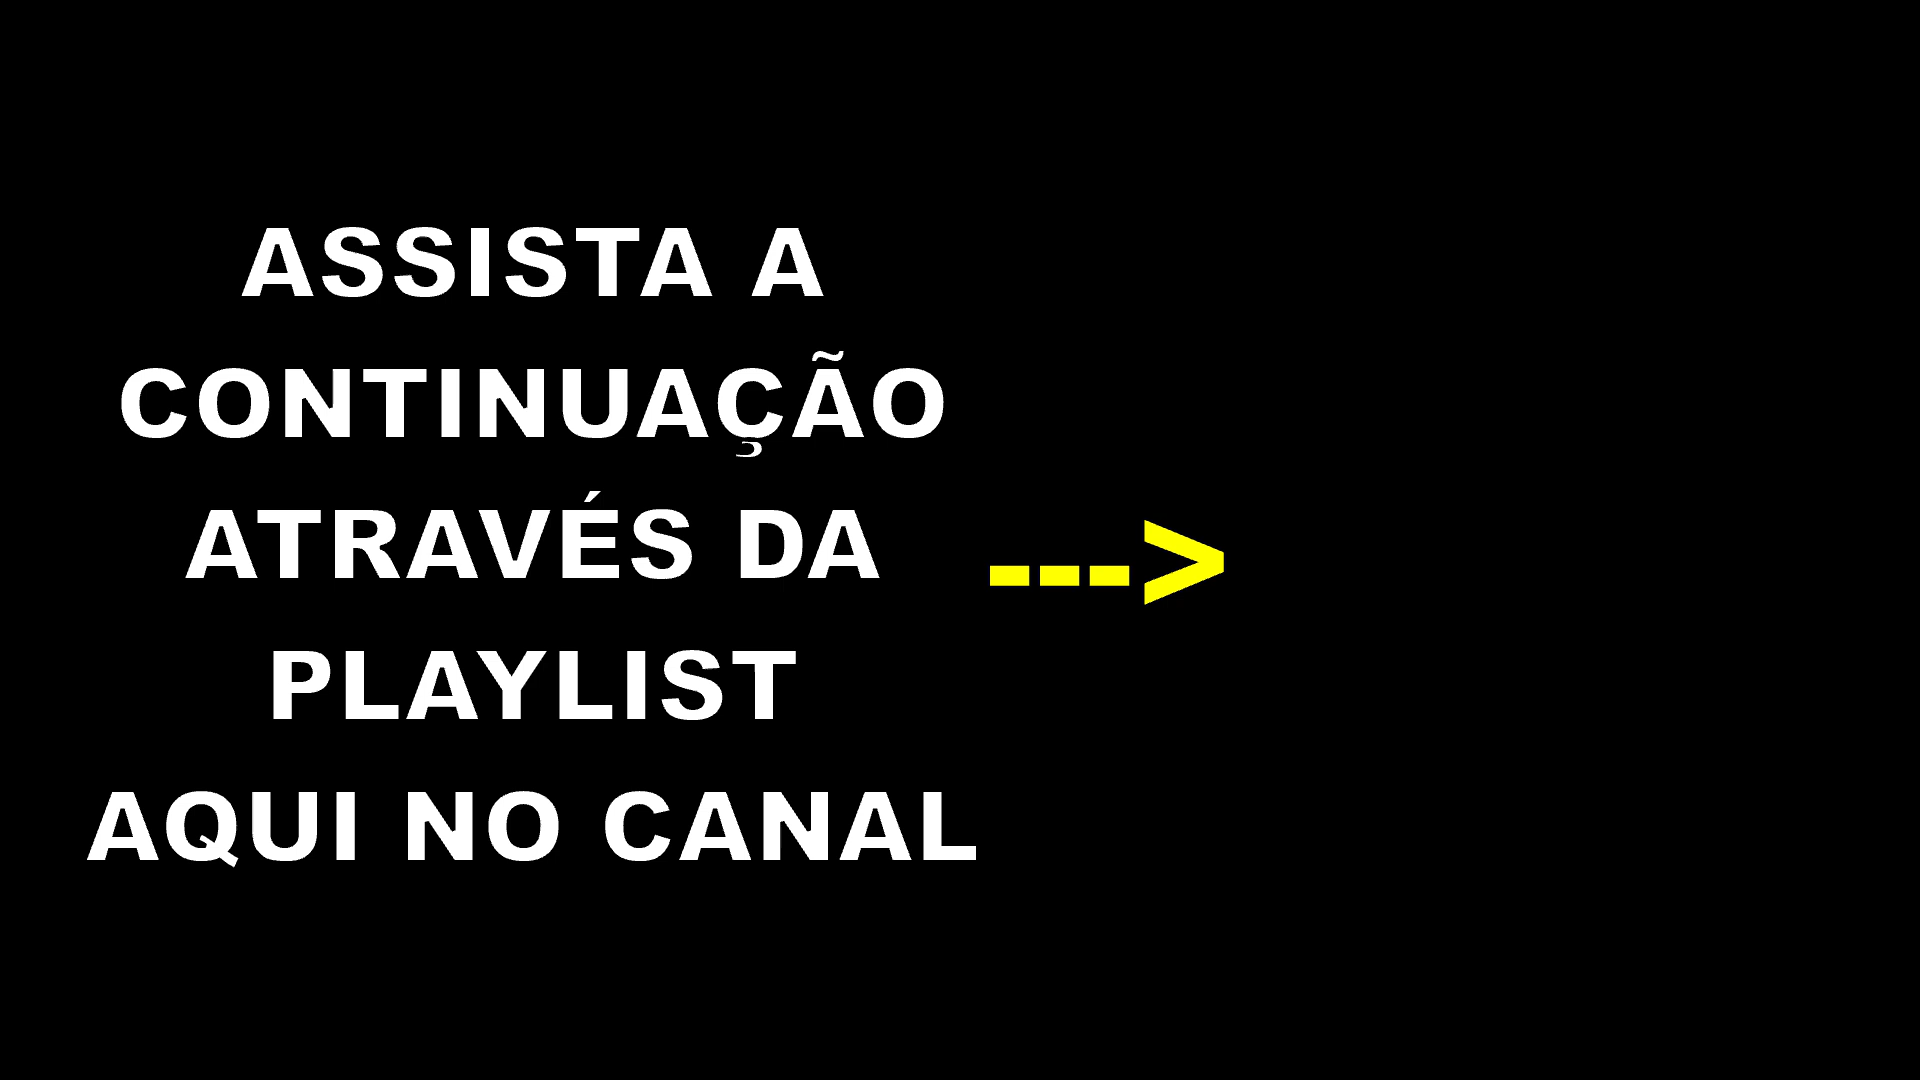 ASSISTA A
CONTINUAÇÃO
ATRAVÉS DA
--->
PLAYLIST
AQUI NO CANAL